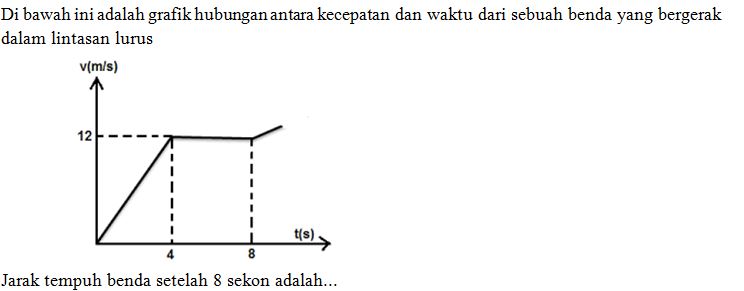 Di bawah ini adalah grafik hubungan antara kecepatan dan waktu dari sebuah benda yang bergerak
dalam lintasan lurus
v(m/s)
12
t(s)
4 8
Jarak tempuh benda setelah 8 sekon adalah...